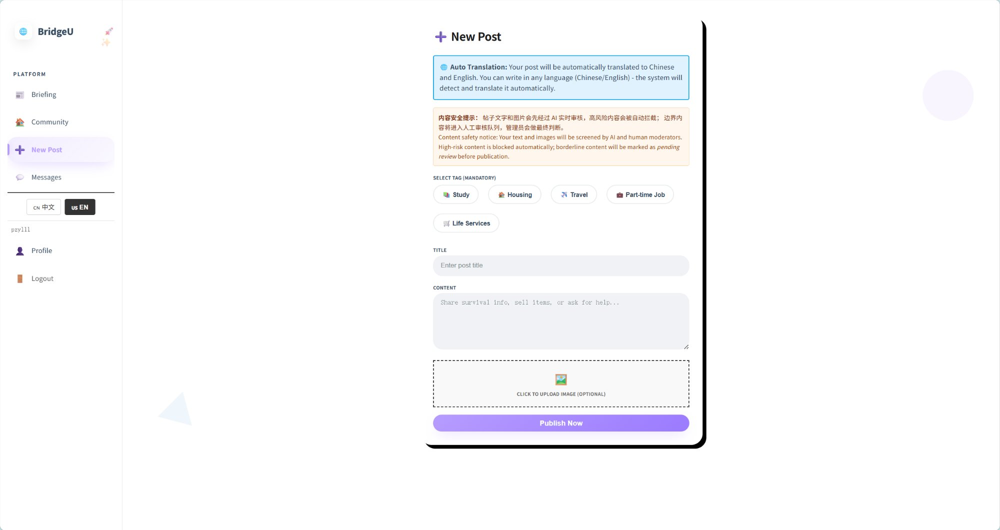 BridgeU
PLATFORM
Briefing
Community
New Post
Messages
CN 中文
us EN
pzylll
Profile
Logout
New Post
Auto Translation: Your post will be automatically translated to Chinese
and English. You can write in any language (Chinese/English) - the system will
detect and translate it automatically.
内容安全提示： 帖子文字和图片会先经过 AI 实时审核，高风险内容会被自动拦截； 边界内
容将进入人工审核队列，管理员会做最终判断。
Content safety notice: Your text and images will be screened by AI and human moderators.
High-risk content is blocked automatically; borderline content will be marked as pending
review before publication.
SELECT TAG (MANDATORY)
Study
Housing
Travel
Part-time Job
Life Services
TITLE
Enter post title
CONTENT
Share survival info, sell items, or ask for help...
CLICK TO UPLOAD IMAGE (OPTIONAL)
Publish Now